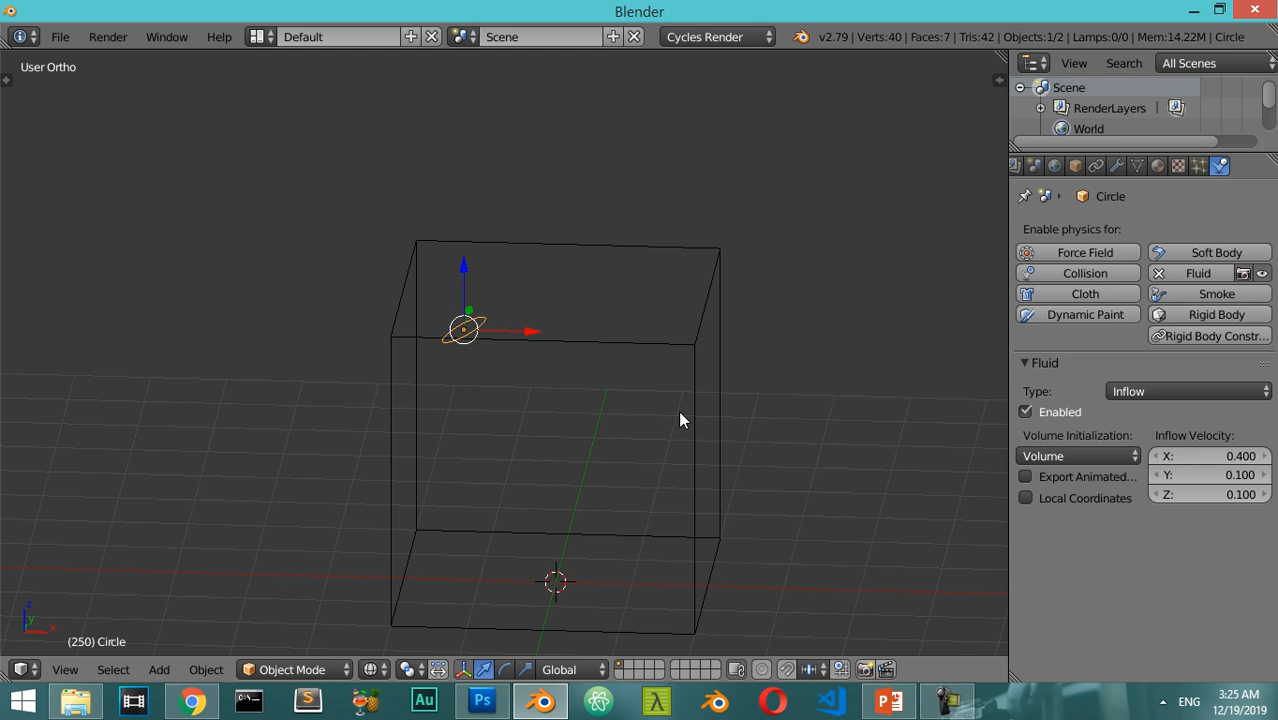 Blender
File Render Window Help Default Scene Cycles Render v2.79 | Verts:40 | Faces:7 | Tris:42 | Objects:1/2 | Lamps:0/0 | Mem:14.22M | Circle
User Ortho
View Search All Scenes
Scene
RenderLayers
World
Circle
Enable physics for:
Force Field Soft Body
Collision Fluid
Cloth Smoke
Dynamic Paint Rigid Body
Rigid Body Constr...
Fluid
Type: Inflow
Enabled
Volume Initialization: Inflow Velocity:
Volume X: 0.400
Export Animated... Y: 0.100
Local Coordinates Z: 0.100
z
y
x
(250) Circle
View Select Add Object Object Mode Global
Au Ps
ENG
3:25 AM
12/19/2019